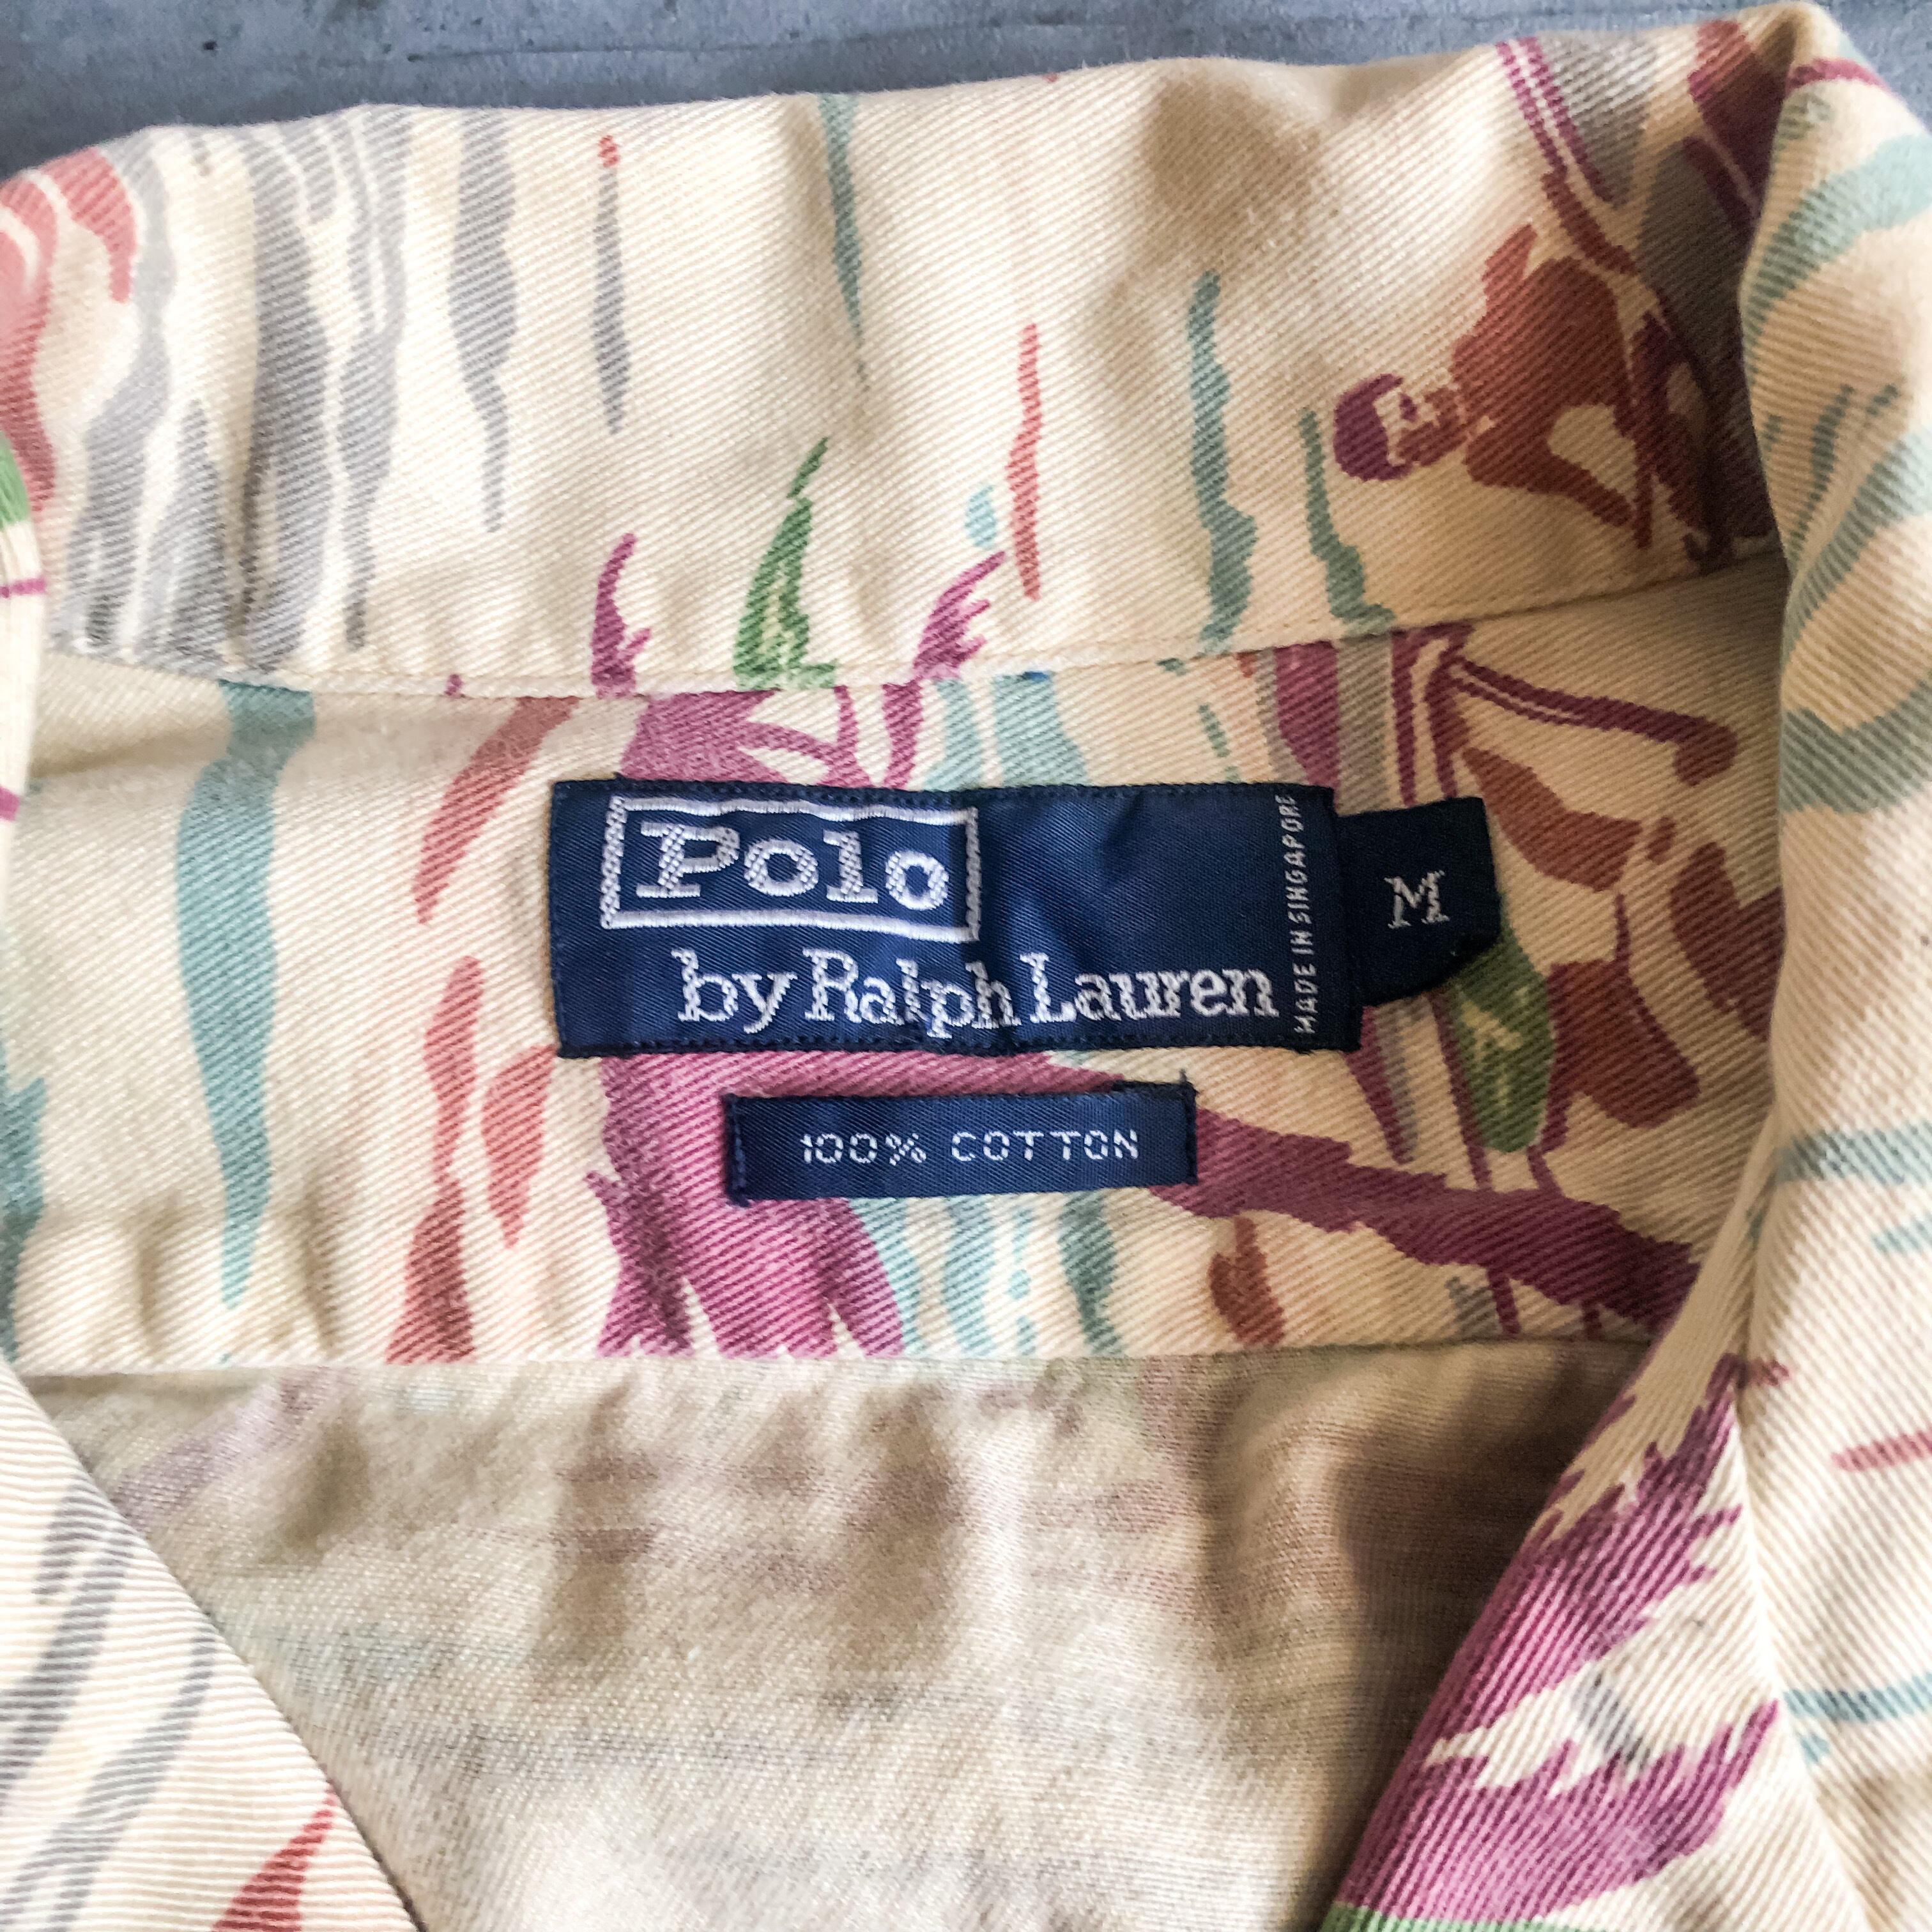 Polo
by Ralph Lauren
MADE IN SINGAPORE
M
100% COTTON